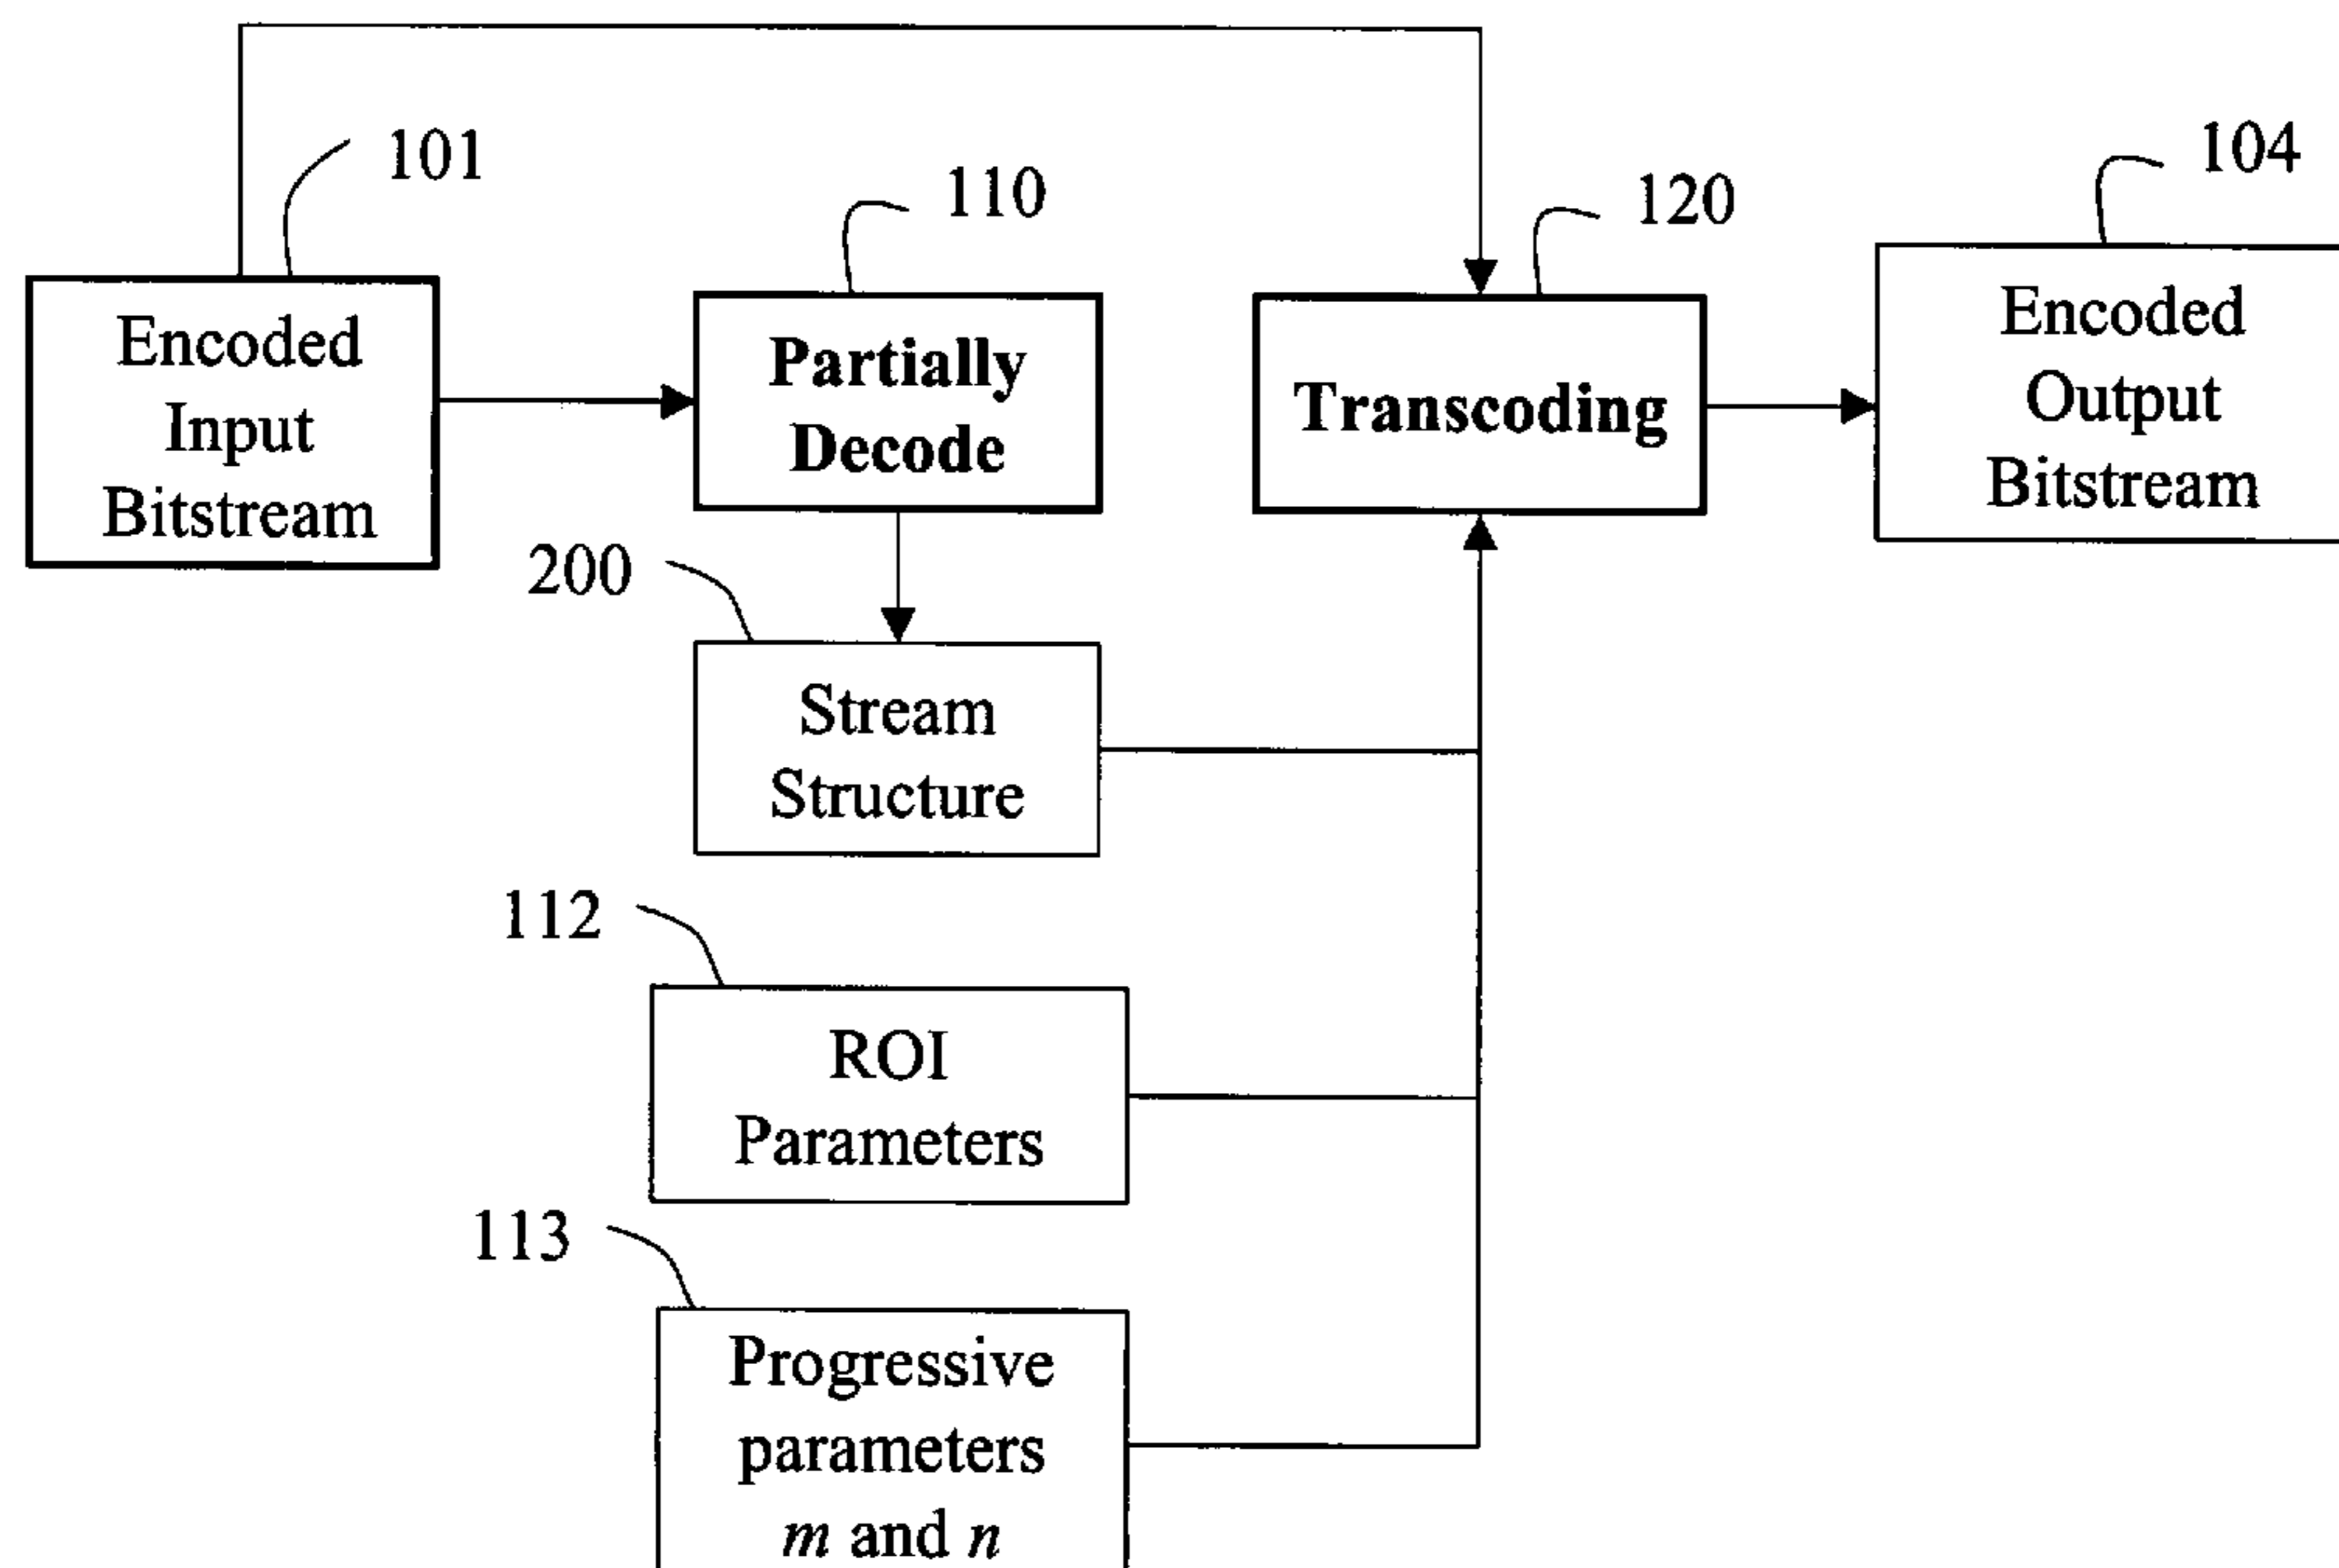 101
110
120
104
Encoded
Input
Bitstream
Partially
Decode
Transcoding
Encoded
Output
Bitstream
200
Stream
Structure
112
ROI
Parameters
113
Progressive
parameters
m and n